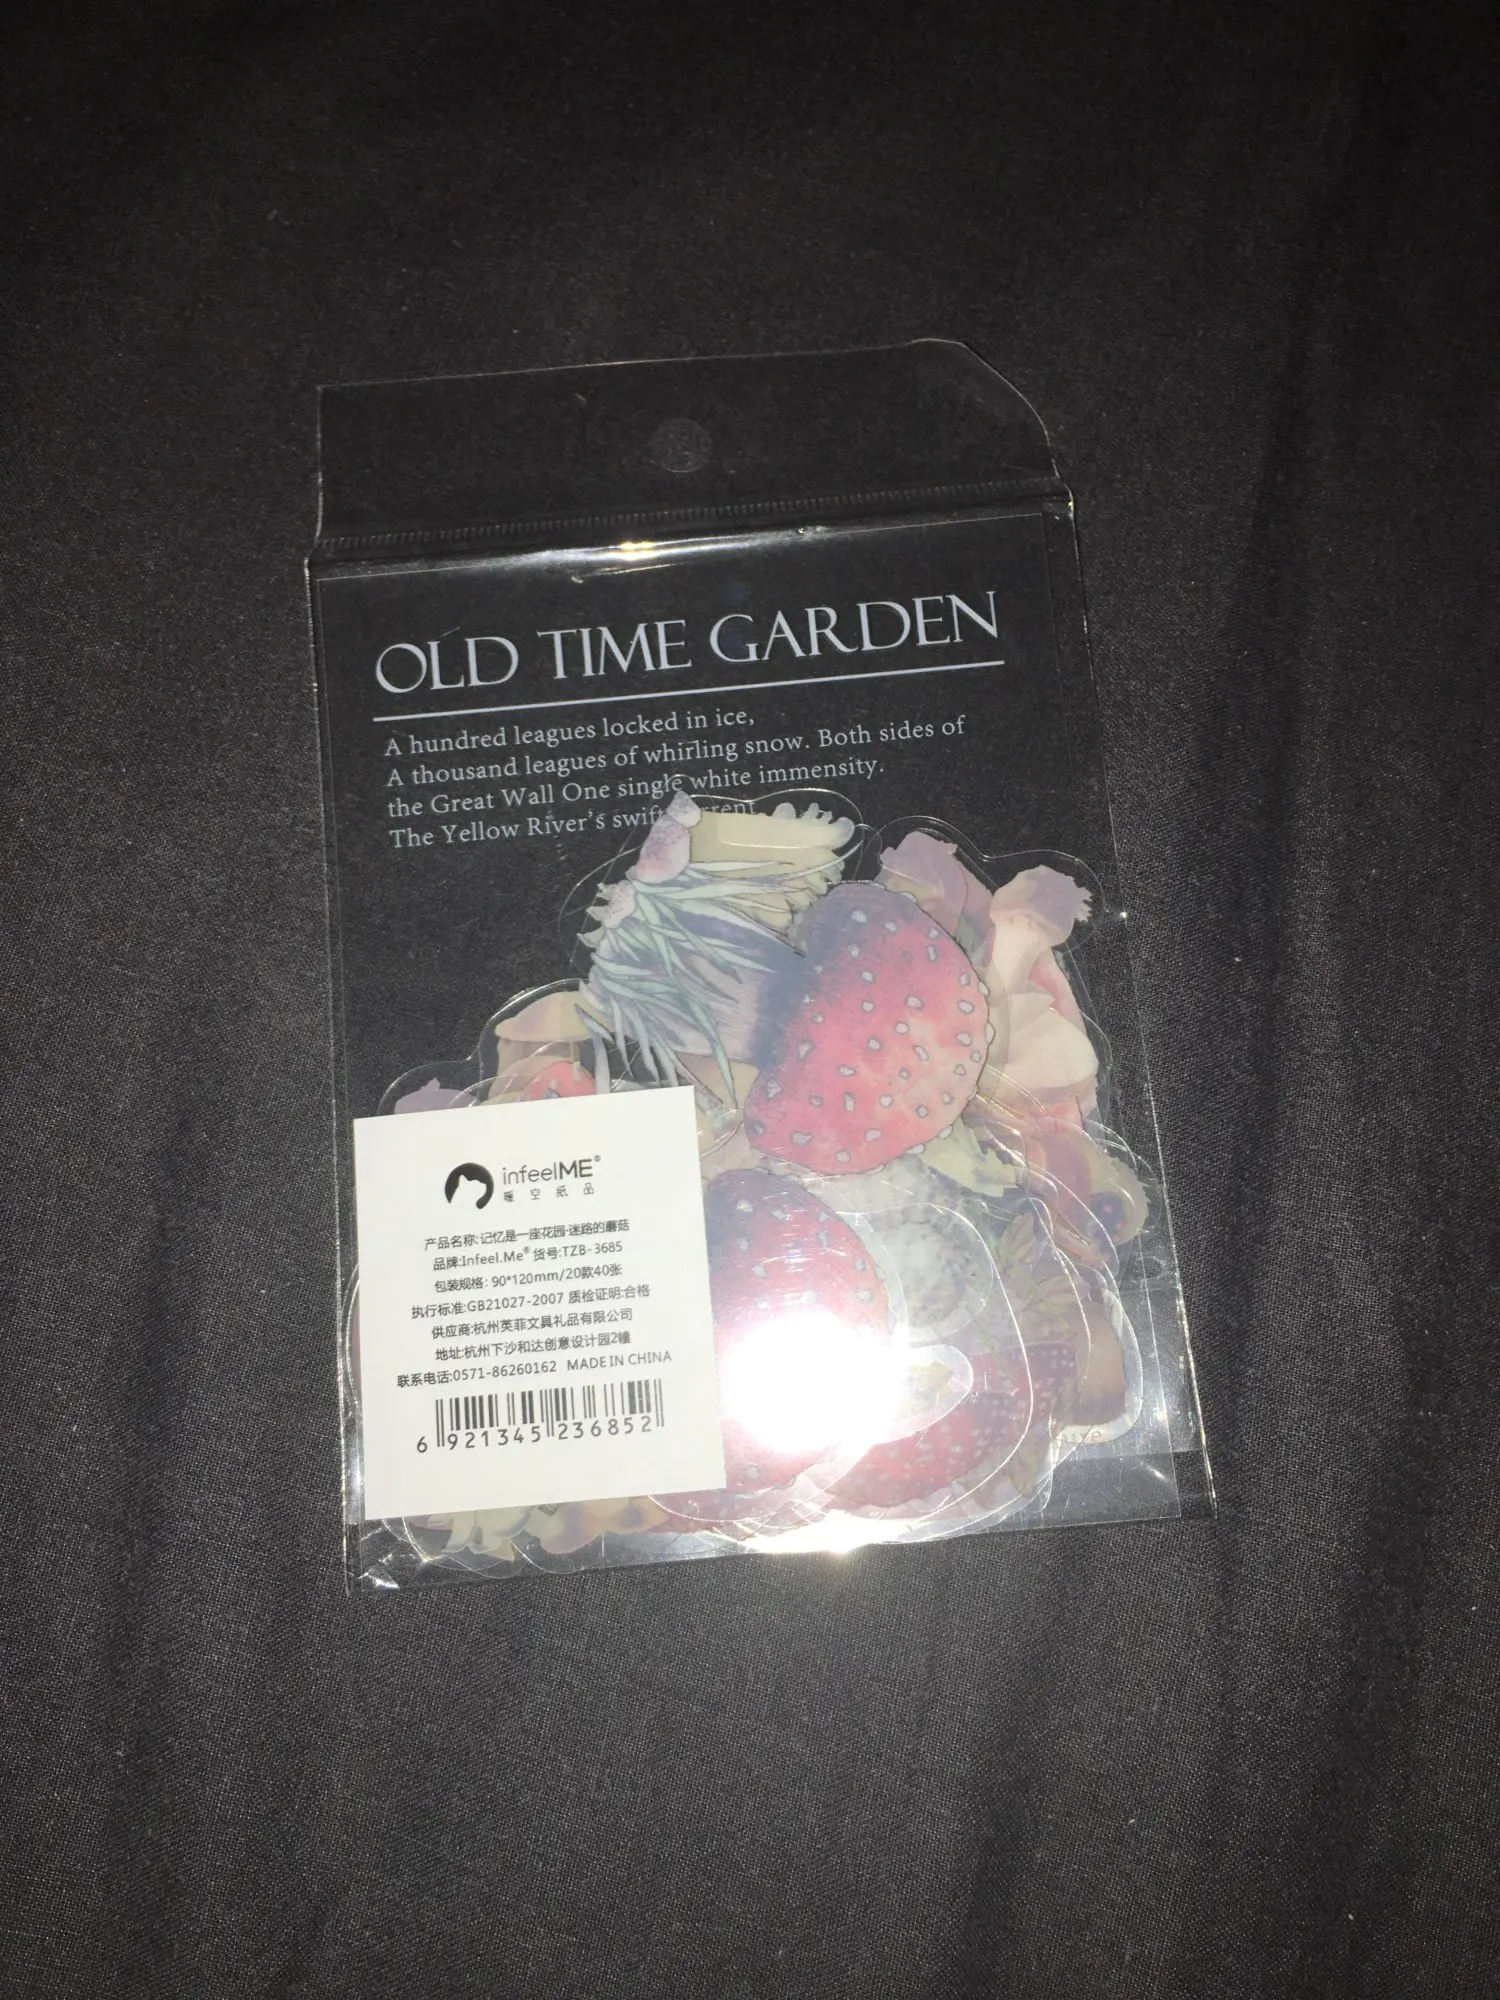 OLD TIME GARDEN
A hundred leagues locked in ice,
A thousand leagues of whirling snow. Both sides of
the Great Wall One single white immensity.
The Yellow River's swift
infeelME®
暖空纸品
产品名称:记忆是一座花园·迷路的蘑菇
品牌:Infeel.Me® 货号:TZB-3685
包装规格: 90*120mm/20款40张
执行标准:GB21027-2007 质检证明:合格
供应商:杭州英菲文具礼品有限公司
地址:杭州下沙和达创意设计园2幢
联系电话:0571-86260162 MADE IN CHINA
6 921345 236852